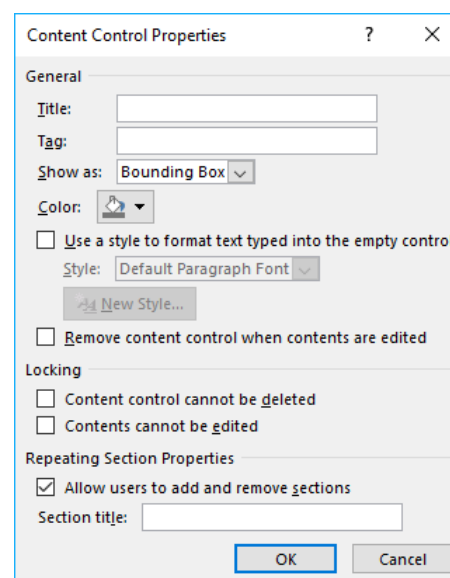 Content Control Properties ? ×
General
Title:
Tag:
Show as: Bounding Box
Color:
Use a style to format text typed into the empty contro
Style: Default Paragraph Font
New Style...
Remove content control when contents are edited
Locking
Content control cannot be deleted
Contents cannot be edited
Repeating Section Properties
Allow users to add and remove sections
Section title:
OK Cancel